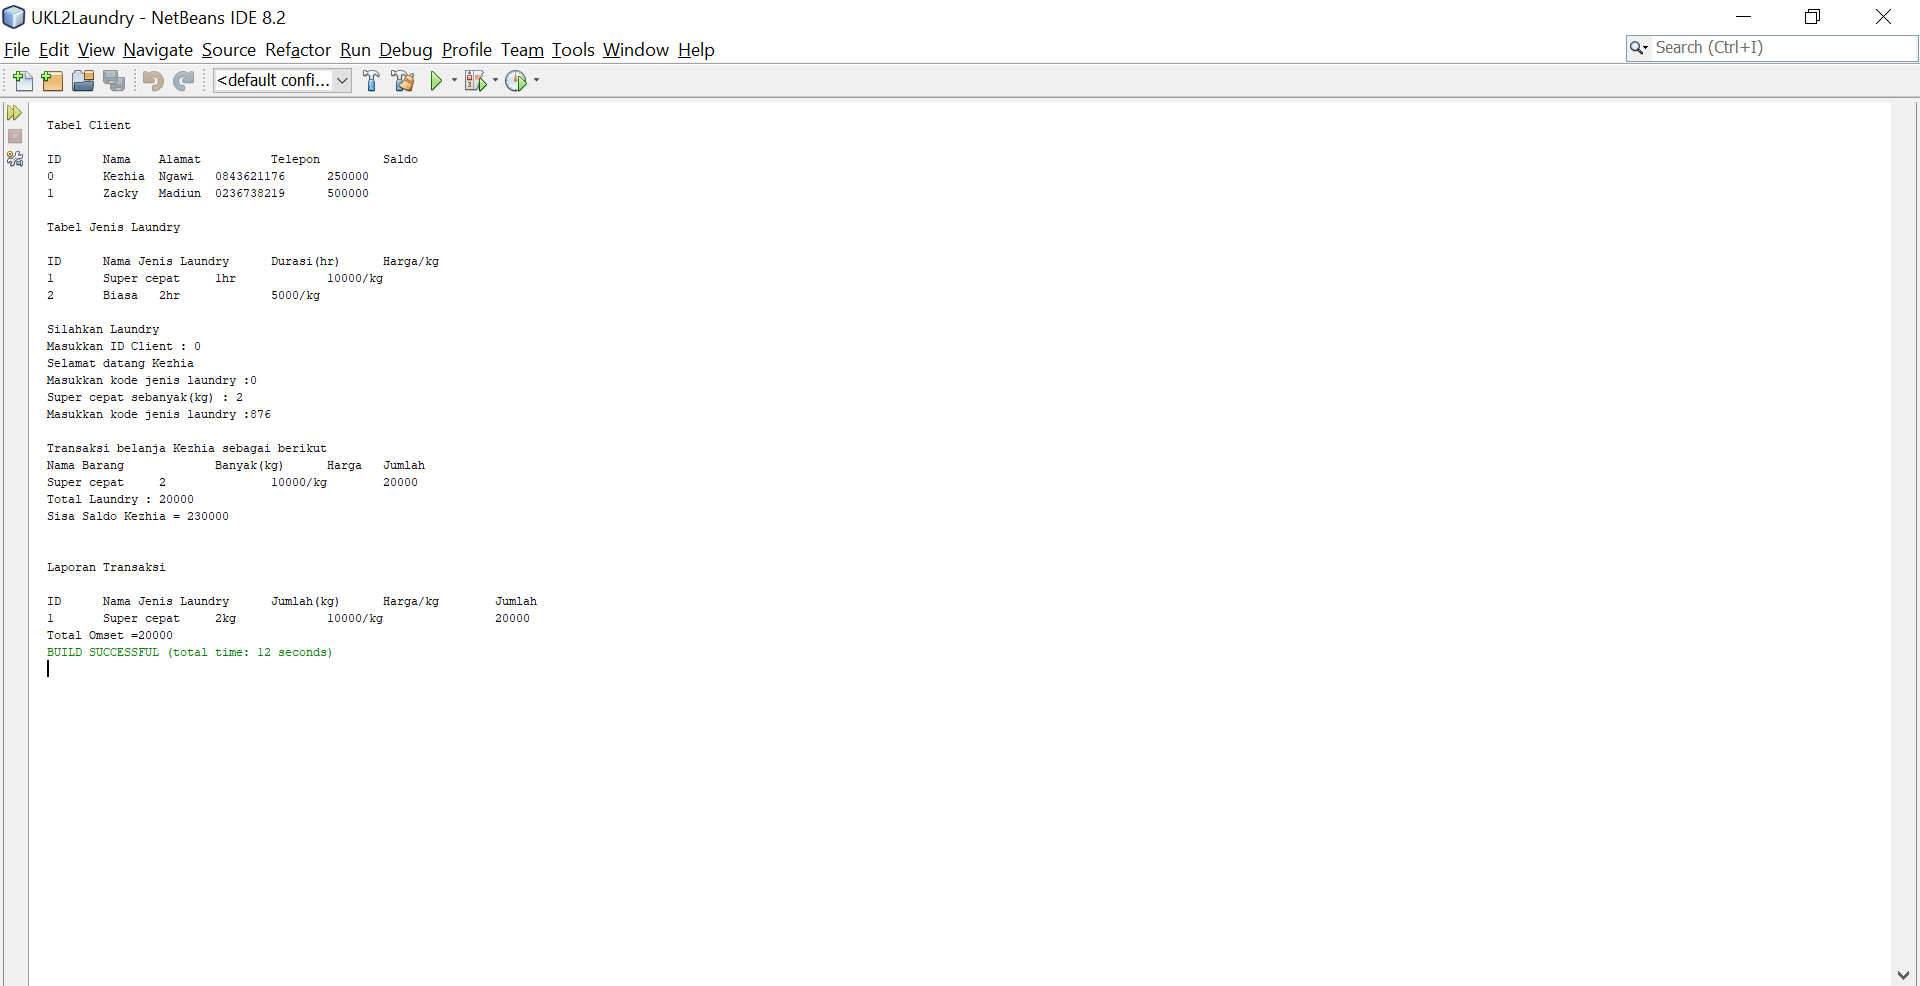 UKL2Laundry - NetBeans IDE 8.2
File Edit View Navigate Source Refactor Run Debug Profile Team Tools Window Help
Search (Ctrl+I)
<default confi...
Tabel Client
ID Nama Alamat Telepon Saldo
0 Kezhia Ngawi 0843621176 250000
1 Zacky Madiun 0236738219 500000
Tabel Jenis Laundry
ID Nama Jenis Laundry Durasi(hr) Harga/kg
1 Super cepat 1hr 10000/kg
2 Biasa 2hr 5000/kg
Silahkan Laundry
Masukkan ID Client : 0
Selamat datang Kezhia
Masukkan kode jenis laundry :0
Super cepat sebanyak(kg) : 2
Masukkan kode jenis laundry :876
Transaksi belanja Kezhia sebagai berikut
Nama Barang Banyak(kg) Harga Jumlah
Super cepat 2 10000/kg 20000
Total Laundry : 20000
Sisa Saldo Kezhia = 230000
Laporan Transaksi
ID Nama Jenis Laundry Jumlah(kg) Harga/kg Jumlah
1 Super cepat 2kg 10000/kg 20000
Total Omset =20000
BUILD SUCCESSFUL (total time: 12 seconds)